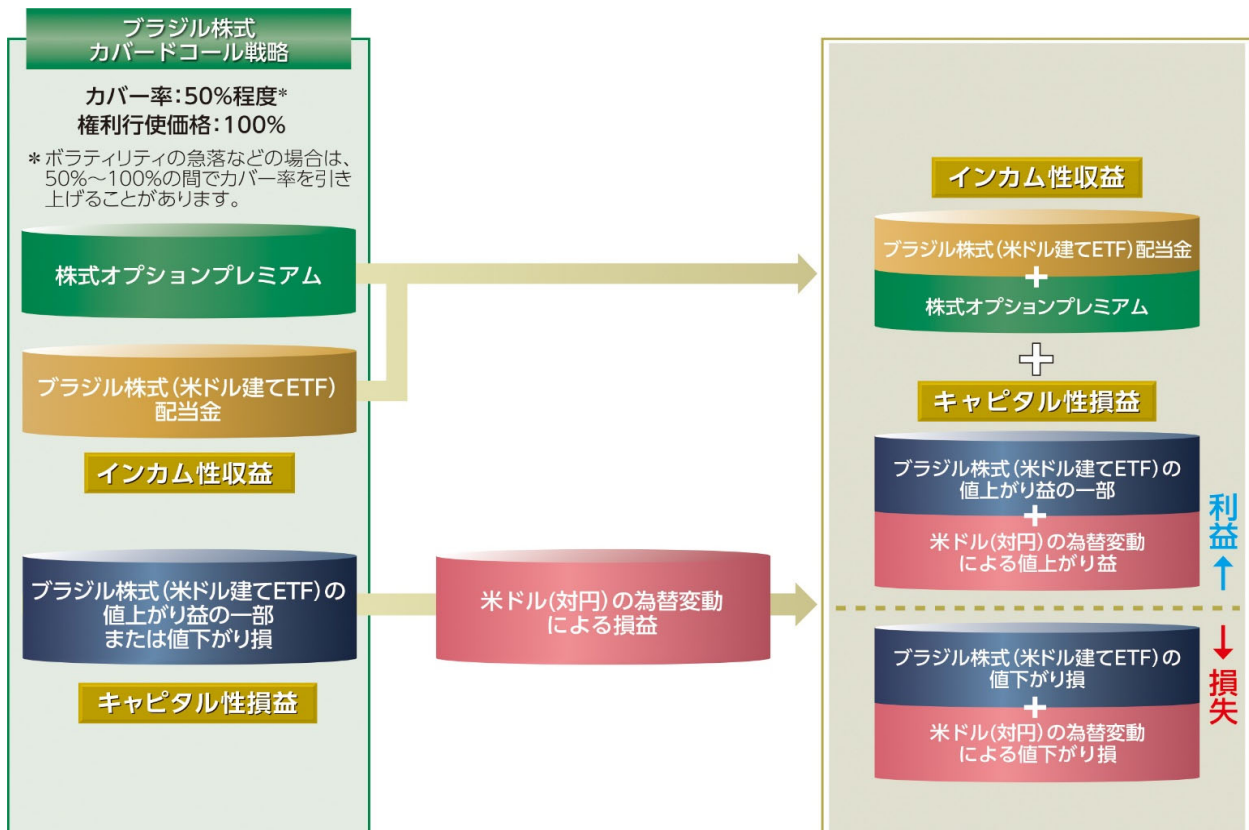 ブラジル株式
カバードコール戦略
カバー率:50%程度*
権利行使価格:100%
*ボラティリティの急落などの場合は、
50%～100%の間でカバー率を引き
上げることがあります。
株式オプションプレミアム
ブラジル株式(米ドル建てETF)
配当金
インカム性収益
ブラジル株式(米ドル建てETF)の
値上がり益の一部
または値下がり損
キャピタル性損益
米ドル(対円)の為替変動
による損益
インカム性収益
ブラジル株式(米ドル建てETF)配当金
+
株式オプションプレミアム
+
キャピタル性損益
ブラジル株式(米ドル建てETF)の
値上がり益の一部
+
米ドル(対円)の為替変動
による値上がり益
利益↑
ブラジル株式(米ドル建てETF)の
値下がり損
+
米ドル(対円)の為替変動
による値下がり損
↓損失